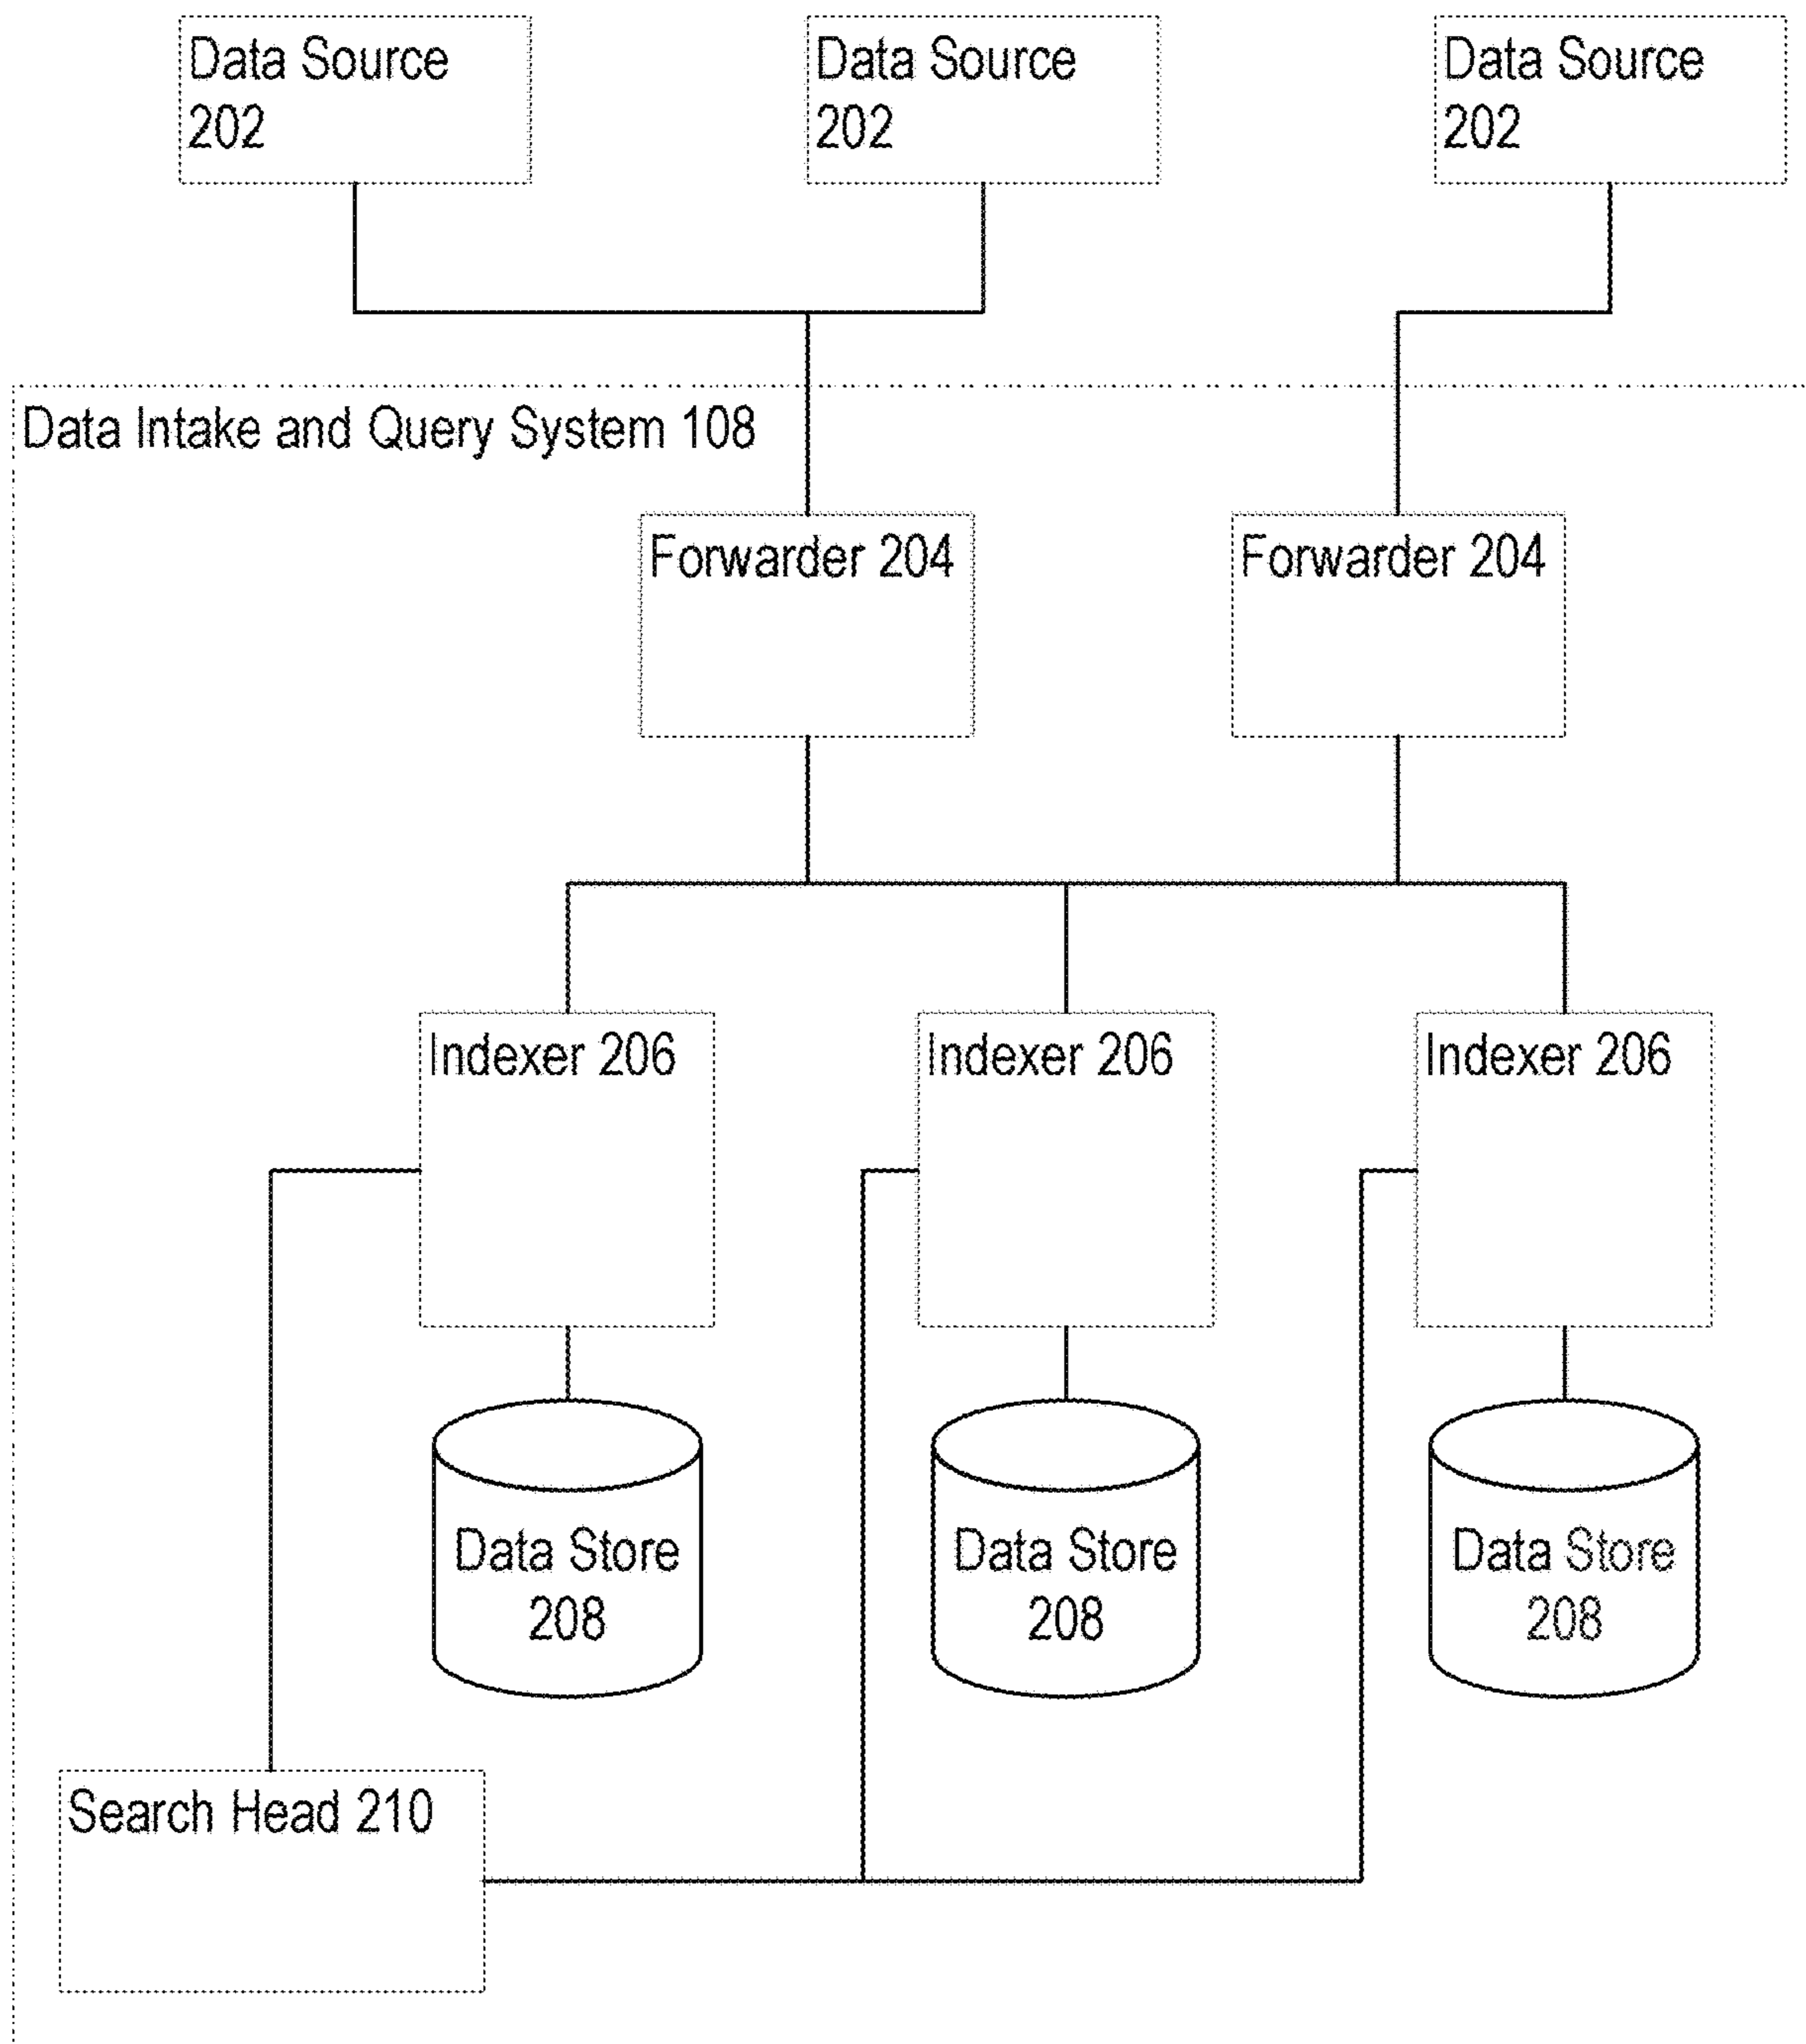 Data Source
202
Data Source
202
Data Source
202
Data Intake and Query System 108
Forwarder 204
Forwarder 204
Indexer 206
Indexer 206
Indexer 206
Data Store
208
Data Store
208
Data Store
208
Search Head 210